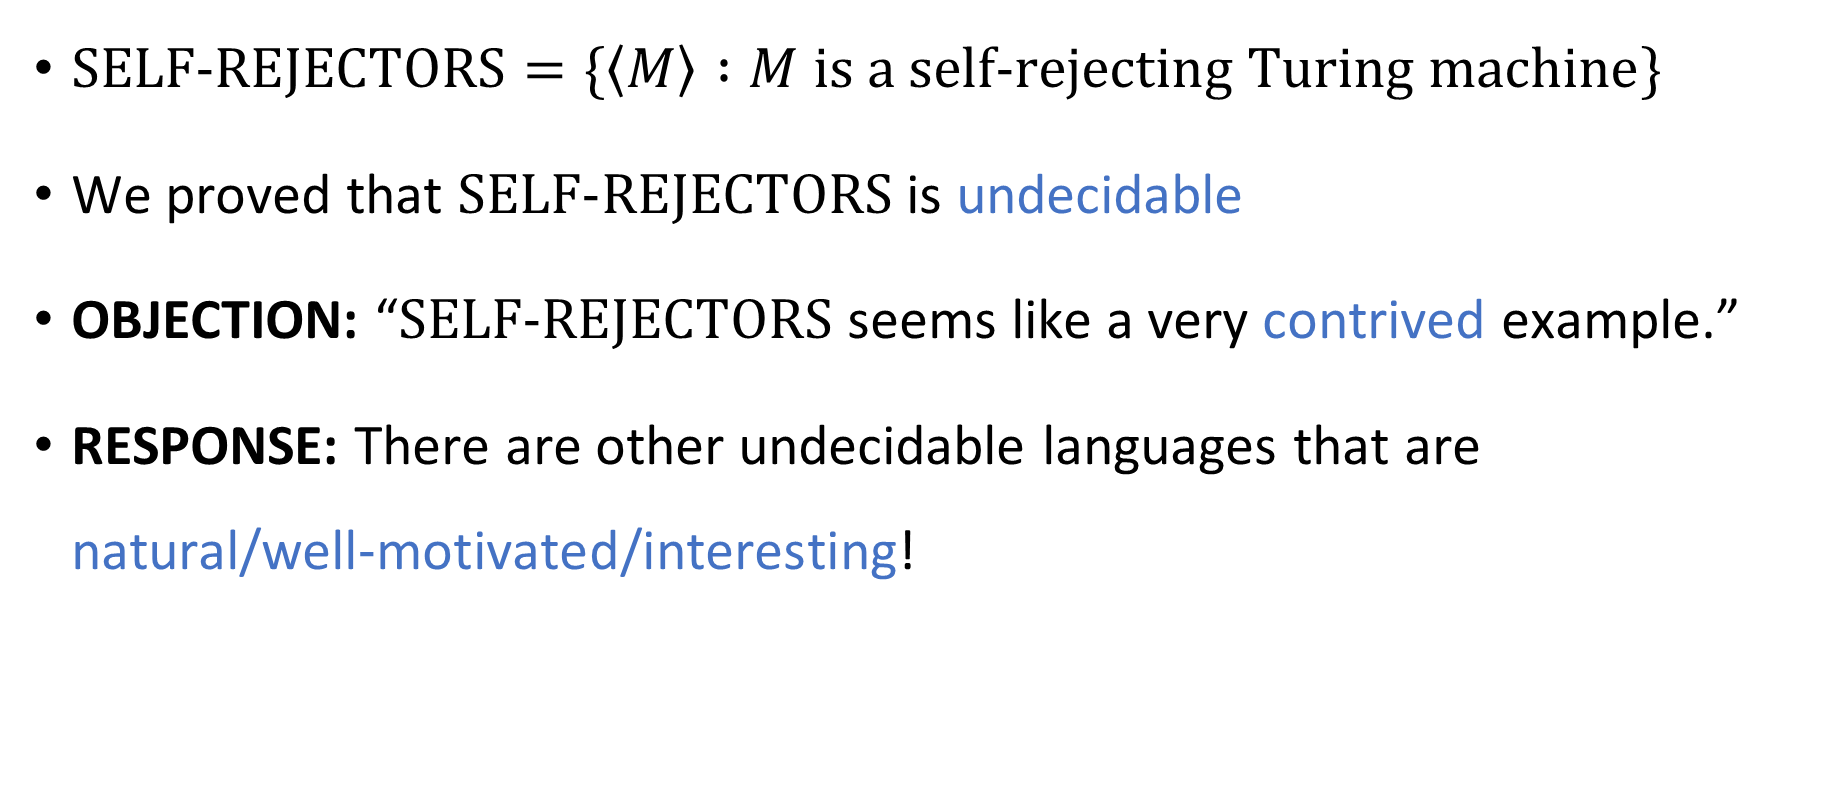 • SELF-REJECTORS = {⟨M⟩ : M is a self-rejecting Turing machine}
• We proved that SELF-REJECTORS is undecidable
• OBJECTION: “SELF-REJECTORS seems like a very contrived example.”
• RESPONSE: There are other undecidable languages that are
natural/well-motivated/interesting!